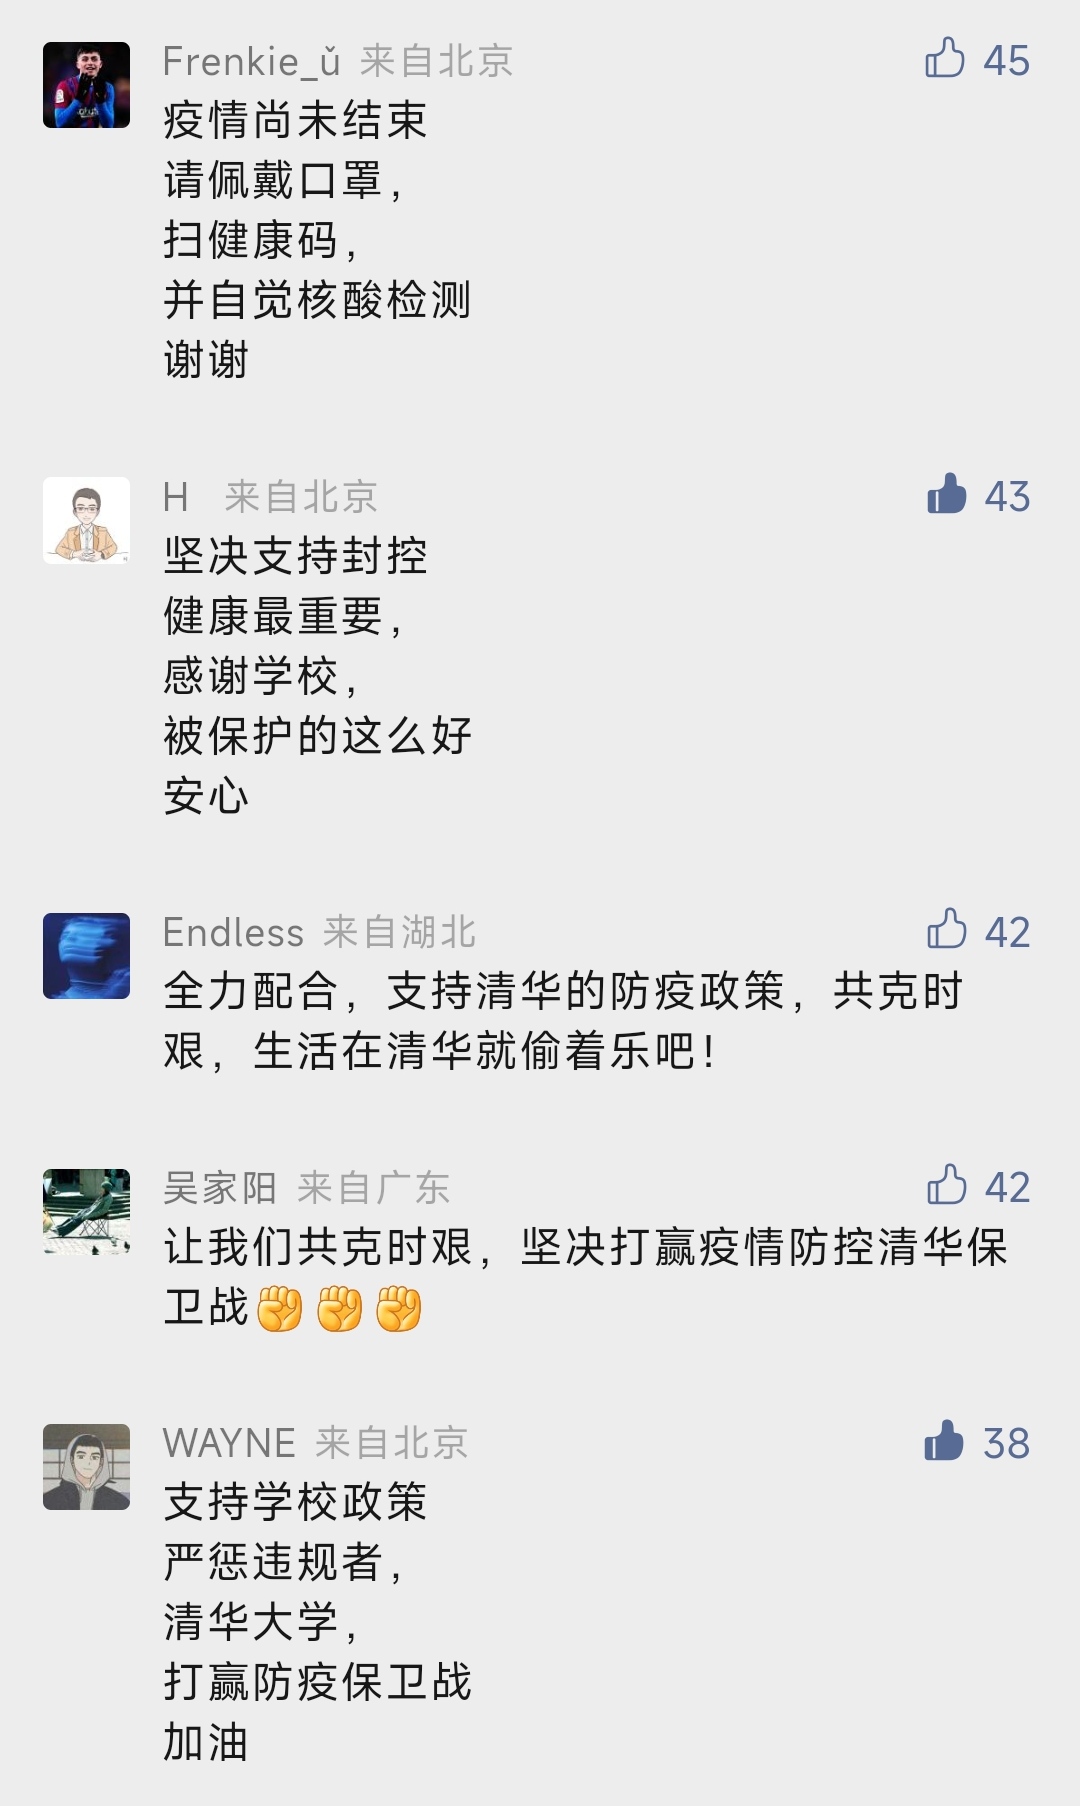 Frenkie_ǔ 来自北京 45
疫情尚未结束
请佩戴口罩，
扫健康码，
并自觉核酸检测
谢谢
H 来自北京 43
坚决支持封控
健康最重要，
感谢学校，
被保护的这么好
安心
Endless 来自湖北 42
全力配合，支持清华的防疫政策，共克时
艰，生活在清华就偷着乐吧！
吴家阳 来自广东 42
让我们共克时艰，坚决打赢疫情防控清华保
卫战✊✊✊
WAYNE 来自北京 38
支持学校政策
严惩违规者，
清华大学，
打赢防疫保卫战
加油